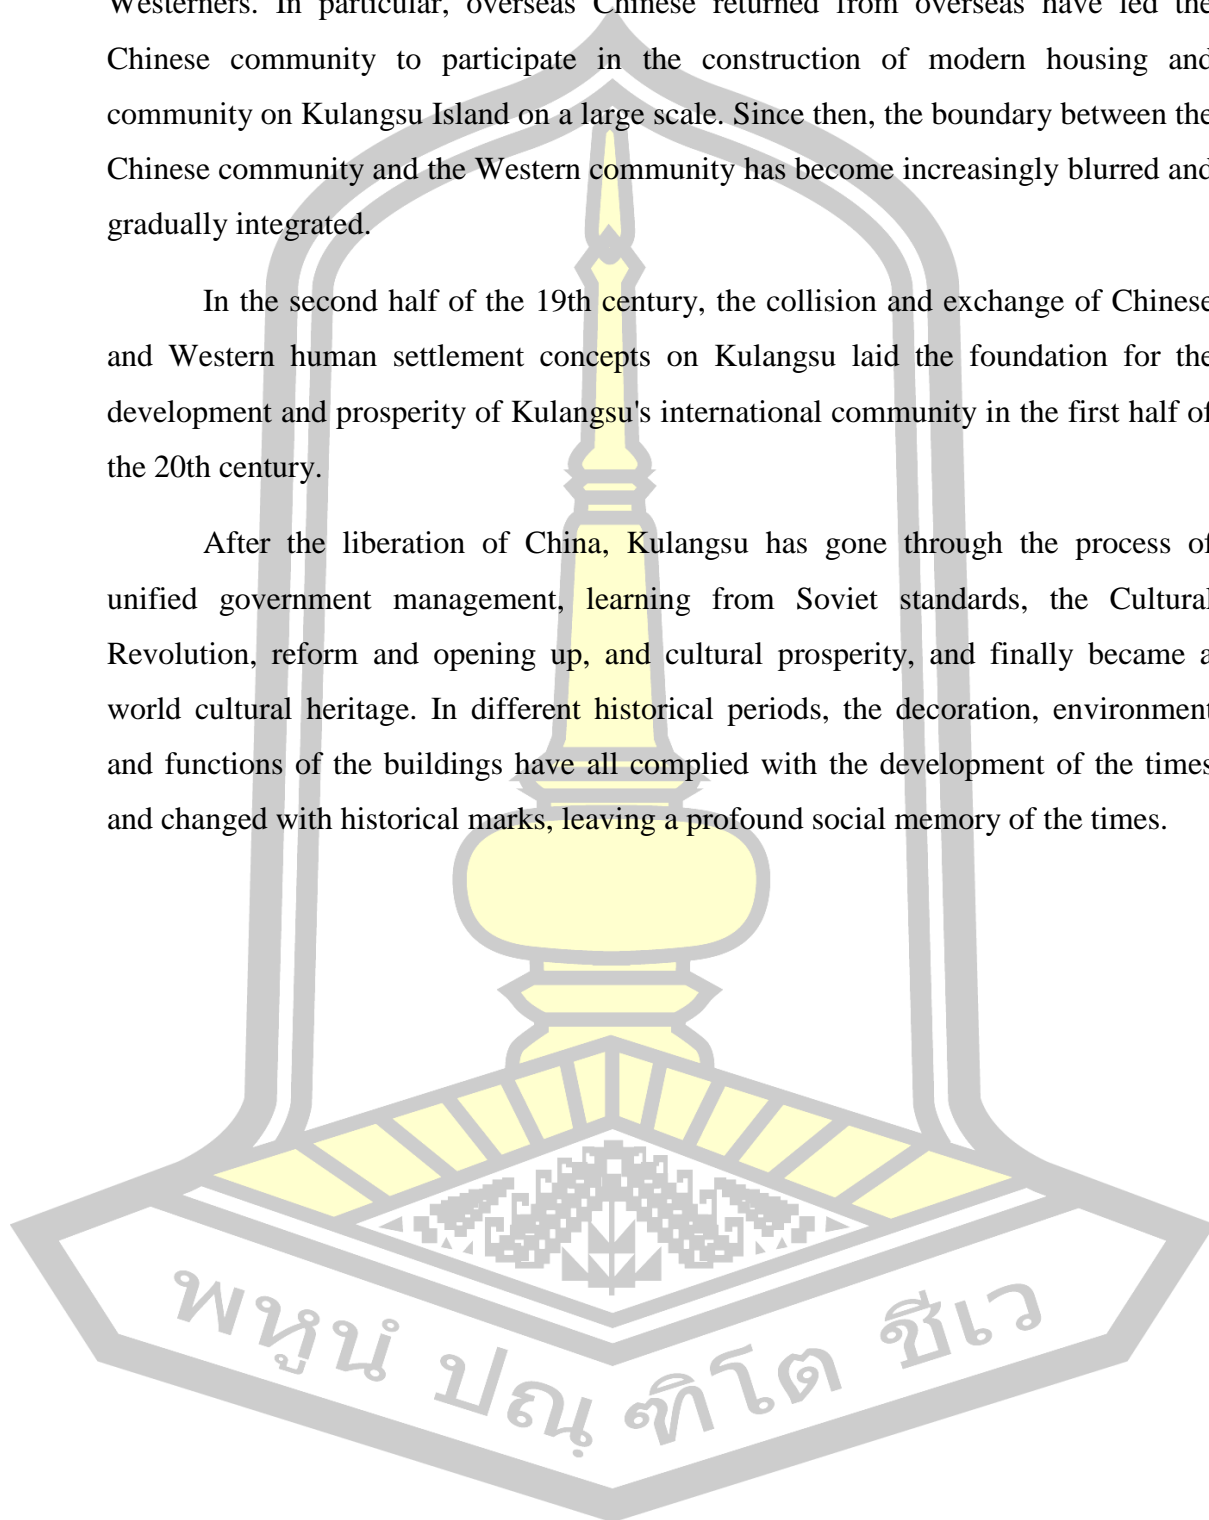 Westerners. In particular, overseas Chinese returned from overseas have led the
Chinese community to participate in the construction of modern housing and
community on Kulangsu Island on a large scale. Since then, the boundary between the
Chinese community and the Western community has become increasingly blurred and
gradually integrated.
In the second half of the 19th century, the collision and exchange of Chinese
and Western human settlement concepts on Kulangsu laid the foundation for the
development and prosperity of Kulangsu's international community in the first half of
the 20th century.
After the liberation of China, Kulangsu has gone through the process of
unified government management, learning from Soviet standards, the Cultural
Revolution, reform and opening up, and cultural prosperity, and finally became a
world cultural heritage. In different historical periods, the decoration, environment
and functions of the buildings have all complied with the development of the times
and changed with historical marks, leaving a profound social memory of the times.
พหูนํ ปณฺฑิโต ชีเว